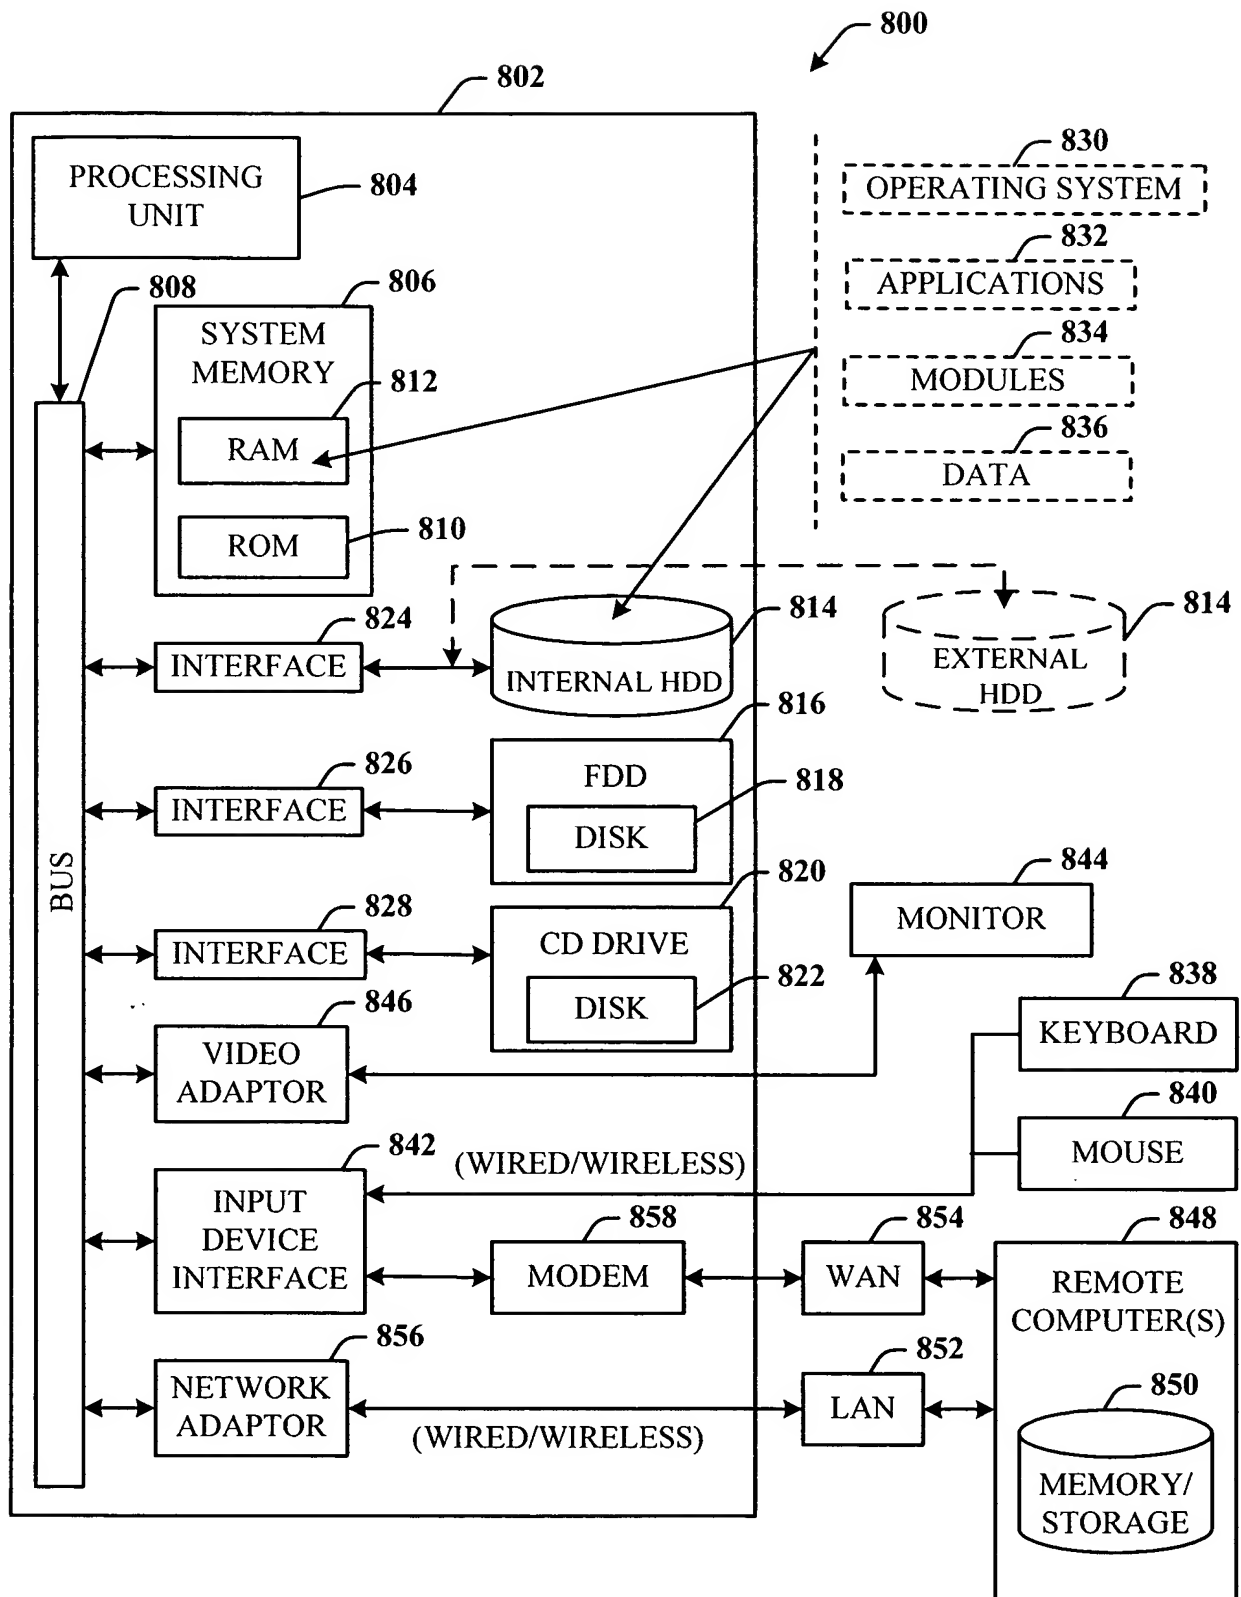 800
802
PROCESSING
UNIT
804
830
OPERATING SYSTEM
832
APPLICATIONS
834
MODULES
836
DATA
808
806
SYSTEM
MEMORY
812
RAM
ROM
810
824
INTERFACE
814
INTERNAL HDD
814
EXTERNAL
HDD
816
826
INTERFACE
FDD
818
DISK
BUS
820
828
INTERFACE
CD DRIVE
822
DISK
844
MONITOR
838
KEYBOARD
846
VIDEO
ADAPTOR
840
MOUSE
842
(WIRED/WIRELESS)
INPUT
DEVICE
INTERFACE
858
MODEM
854
WAN
848
REMOTE
COMPUTER(S)
856
NETWORK
ADAPTOR
(WIRED/WIRELESS)
852
LAN
850
MEMORY/
STORAGE